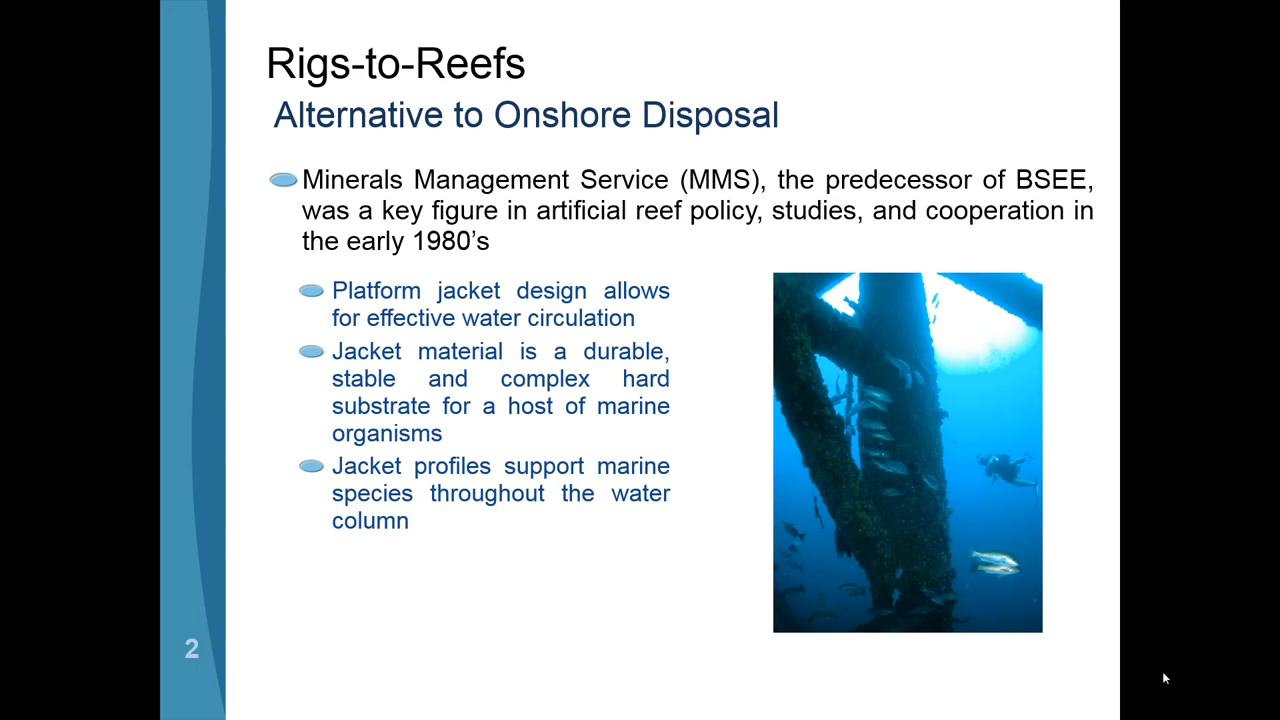 Rigs-to-Reefs
Alternative to Onshore Disposal
Minerals Management Service (MMS), the predecessor of BSEE,
was a key figure in artificial reef policy, studies, and cooperation in
the early 1980’s
Platform jacket design allows
for effective water circulation
Jacket material is a durable,
stable and complex hard
substrate for a host of marine
organisms
Jacket profiles support marine
species throughout the water
column
2